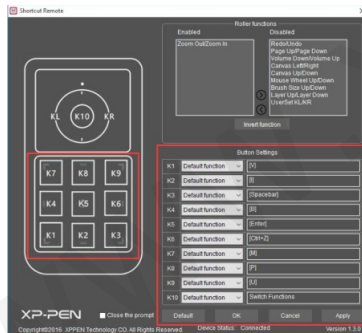 Shortcut Remote
Roller functions
Enabled
Disabled
Zoom Out/Zoom In
Redo/Undo
Page Up/Page Down
Volume Down/Volume Up
Canvas Left/Right
Canvas Up/Down
Mouse Wheel Up/Down
Brush Size Up/Down
Layer Up/Layer Down
UserSet KL/KR
Invert function
KL K10 KR
K7 K8 K9
K4 K5 K6
K1 K2 K3
Button Settings
K1 Default function [V]
K2 Default function [I]
K3 Default function [Spacebar]
K4 Default function [B]
K5 Default function [Enter]
K6 Default function [Ctrl+Z]
K7 Default function [M]
K8 Default function [P]
K9 Default function [U]
K10 Default function Switch Functions
XP-PEN
Close the prompt
Default OK Cancel Apply
Copyright©2016 XPPEN Technology CO. All Rights Reserved. Device Status: Connected Version 1.3.0